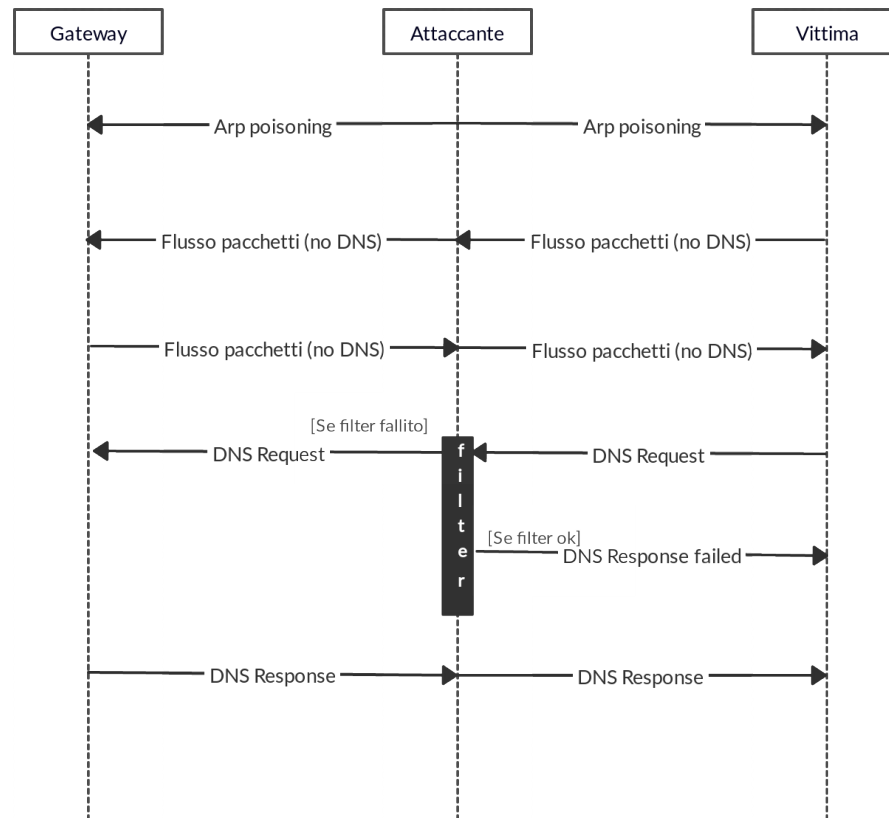 Gateway
Attaccante
Vittima
Arp poisoning
Arp poisoning
Flusso pacchetti (no DNS)
Flusso pacchetti (no DNS)
Flusso pacchetti (no DNS)
Flusso pacchetti (no DNS)
[Se filter fallito]
DNS Request
filter
DNS Request
[Se filter ok]
DNS Response failed
DNS Response
DNS Response